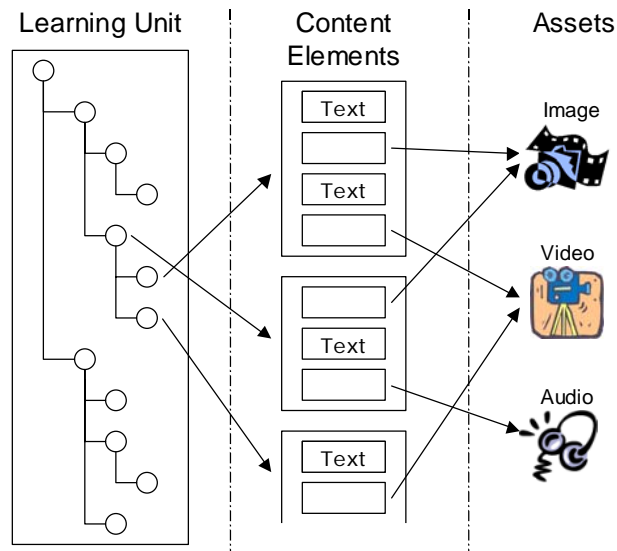 Learning Unit
Content
Elements
Assets
Text
Text
Text
Text
Image
Video
Audio